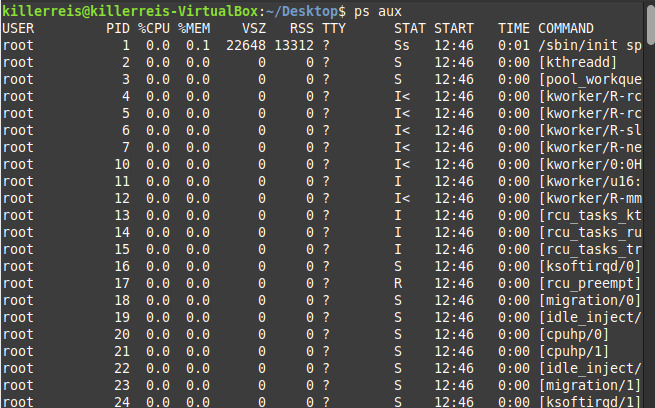 killerreis@killerreis-VirtualBox:~/Desktop$ ps aux
USER PID %CPU %MEM VSZ RSS TTY STAT START TIME COMMAND
root 1 0.0 0.1 22648 13312 ? Ss 12:46 0:01 /sbin/init sp
root 2 0.0 0.0 0 0 ? S 12:46 0:00 [kthreadd]
root 3 0.0 0.0 0 0 ? S 12:46 0:00 [pool_workque
root 4 0.0 0.0 0 0 ? I< 12:46 0:00 [kworker/R-rc
root 5 0.0 0.0 0 0 ? I< 12:46 0:00 [kworker/R-rc
root 6 0.0 0.0 0 0 ? I< 12:46 0:00 [kworker/R-sl
root 7 0.0 0.0 0 0 ? I< 12:46 0:00 [kworker/R-ne
root 10 0.0 0.0 0 0 ? I< 12:46 0:00 [kworker/0:0H
root 11 0.0 0.0 0 0 ? I 12:46 0:00 [kworker/u16:
root 12 0.0 0.0 0 0 ? I< 12:46 0:00 [kworker/R-mm
root 13 0.0 0.0 0 0 ? I 12:46 0:00 [rcu_tasks_kt
root 14 0.0 0.0 0 0 ? I 12:46 0:00 [rcu_tasks_ru
root 15 0.0 0.0 0 0 ? I 12:46 0:00 [rcu_tasks_tr
root 16 0.0 0.0 0 0 ? S 12:46 0:00 [ksoftirqd/0]
root 17 0.0 0.0 0 0 ? R 12:46 0:00 [rcu_preempt]
root 18 0.0 0.0 0 0 ? S 12:46 0:00 [migration/0]
root 19 0.0 0.0 0 0 ? S 12:46 0:00 [idle_inject/
root 20 0.0 0.0 0 0 ? S 12:46 0:00 [cpuhp/0]
root 21 0.0 0.0 0 0 ? S 12:46 0:00 [cpuhp/1]
root 22 0.0 0.0 0 0 ? S 12:46 0:00 [idle_inject/
root 23 0.0 0.0 0 0 ? S 12:46 0:00 [migration/1]
root 24 0.0 0.0 0 0 ? S 12:46 0:00 [ksoftirqd/1]